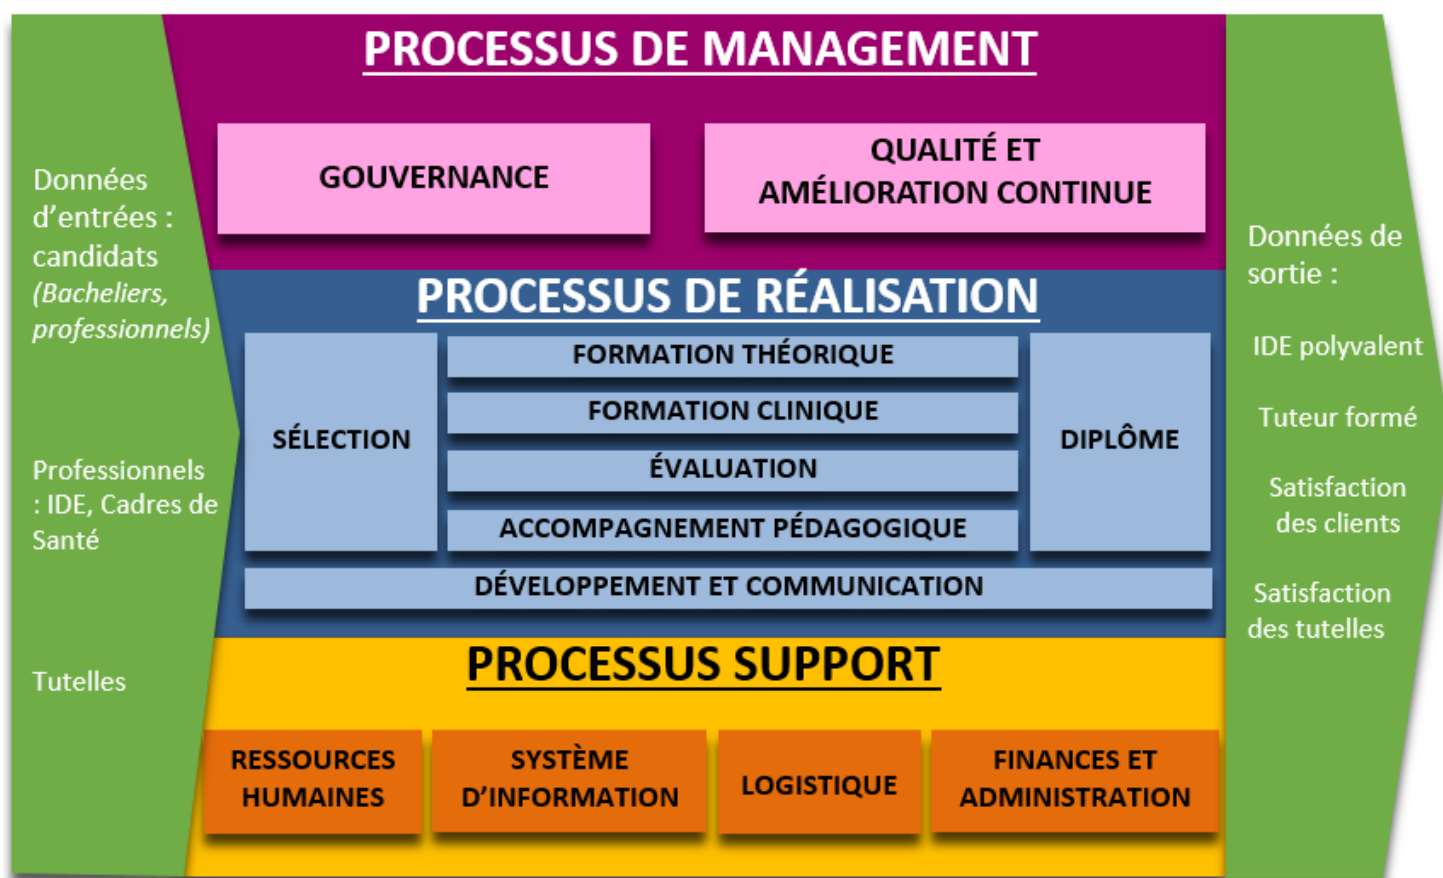 PROCESSUS DE MANAGEMENT
GOUVERNANCE
QUALITÉ ET
AMÉLIORATION CONTINUE
Données
d’entrées :
candidats
(Bacheliers,
professionnels)
Professionnels
: IDE, Cadres de
Santé
Tutelles
PROCESSUS DE RÉALISATION
SÉLECTION
FORMATION THÉORIQUE
FORMATION CLINIQUE
ÉVALUATION
ACCOMPAGNEMENT PÉDAGOGIQUE
DIPLÔME
DÉVELOPPEMENT ET COMMUNICATION
PROCESSUS SUPPORT
RESSOURCES
HUMAINES
SYSTÈME
D’INFORMATION
LOGISTIQUE
FINANCES ET
ADMINISTRATION
Données de
sortie :
IDE polyvalent
Tuteur formé
Satisfaction
des clients
Satisfaction
des tutelles